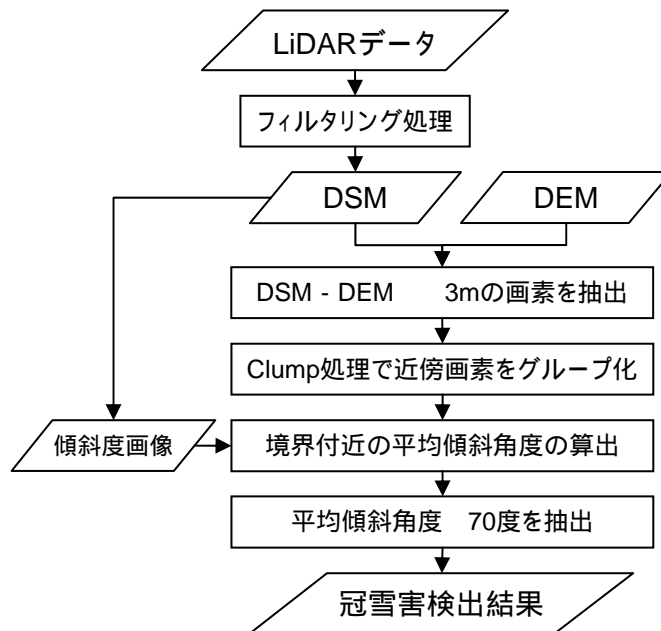 LiDARデータ
フィルタリング処理
DSM
DEM
DSM - DEM 3mの画素を抽出
Clump処理で近傍画素をグループ化
傾斜度画像
境界付近の平均傾斜角度の算出
平均傾斜角度 70度を抽出
冠雪害検出結果